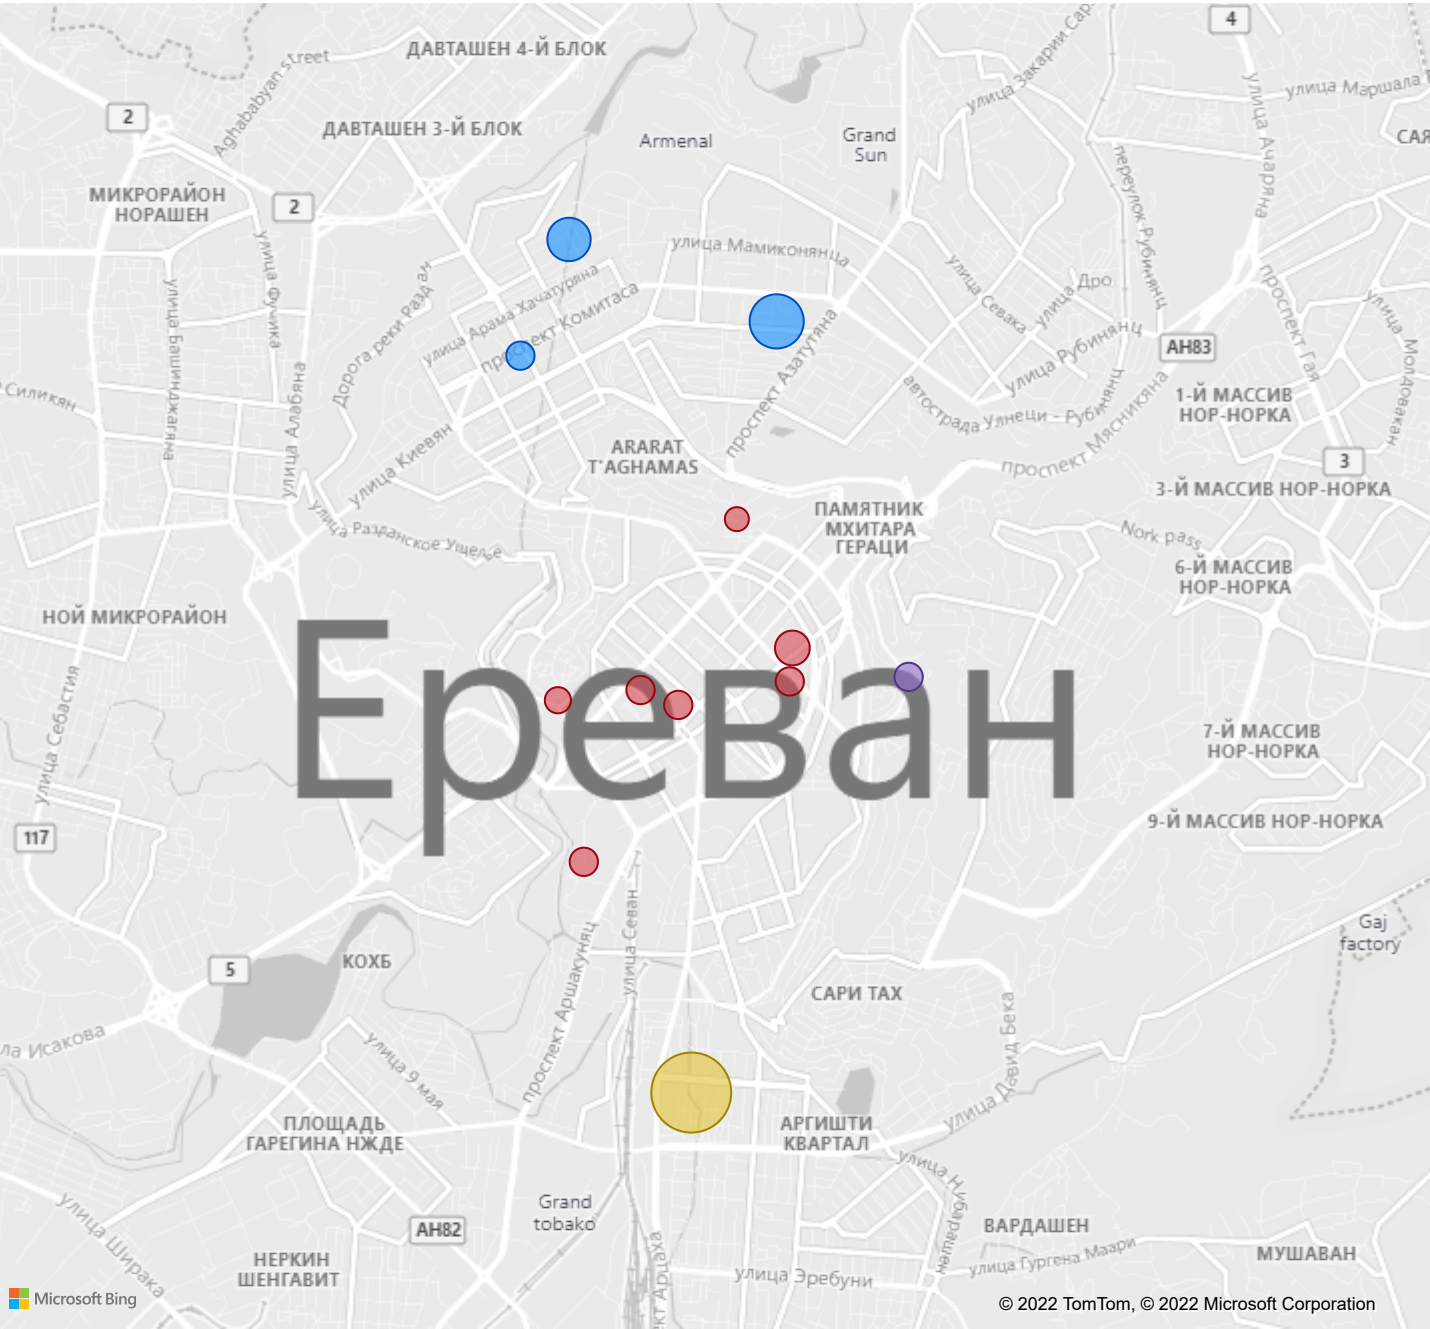 4
ДАВТАШЕН 4-Й БЛОК
Aghababyan street
улица Закарии Сар
улица Ачаряна
улица Маршала
2
ДАВТАШЕН 3-Й БЛОК
Armenal
Grand
Sun
САЯ
МИКРОРАЙОН
НОРАШЕН
2
переулок Рубинянц
улица Фучика
улица Мамиконянца
улица Башинджагяна
Дорога реки Раздан
улица Арама Хачатуряна
проспект Комитаса
улица Севака
улица Дро
проспект Гая
улица Молдовакан
улица Рубинянц
AH83
проспект Азатутяна
Силикян
улица Алабяна
автострада Улнеци - Рубинянц
проспект Мясникяна
1-Й МАССИВ
НОР-НОРКА
улица Киевян
ARARAT
T'AGHAMAS
3
3-Й МАССИВ НОР-НОРКА
ПАМЯТНИК
МХИТАРА
ГЕРАЦИ
улица Разданское Ущелье
Nork pass
6-Й МАССИВ
НОР-НОРКА
НОЙ МИКРОРАЙОН
Ереван
улица Себастия
7-Й МАССИВ
НОР-НОРКА
117
9-Й МАССИВ НОР-НОРКА
Gaj
factory
5
КОХБ
улица Севан
проспект Аршакуняц
САРИ ТАХ
ла Исакова
улица 9 мая
улица Давид Бека
ПЛОЩАДЬ
ГАРЕГИНА НЖДЕ
АРГИШТИ
КВАРТАЛ
улица Нубарашен
Grand
tobako
AH82
улица Ширака
ВАРДАШЕН
МУШАВАН
улица Гургена Маари
НЕРКИН
ШЕНГАВИТ
кт Арцаха
улица Эребуни
Microsoft Bing
© 2022 TomTom, © 2022 Microsoft Corporation